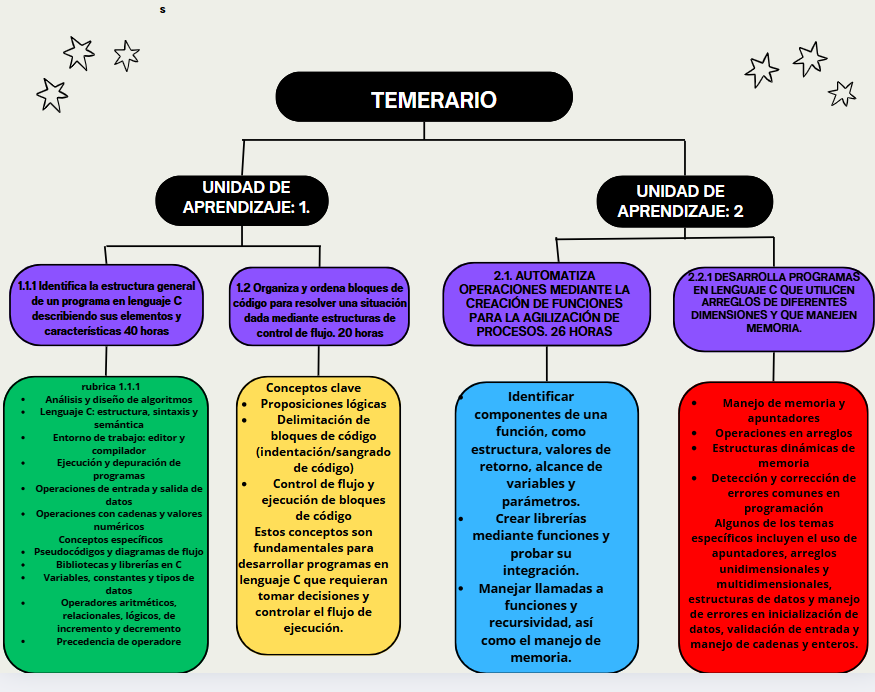 s
TEMERARIO
UNIDAD DE
APRENDIZAJE: 1.
UNIDAD DE
APRENDIZAJE: 2
1.1.1 Identifica la estructura general
de un programa en lenguaje C
describiendo sus elementos y
características 40 horas
1.2 Organiza y ordena bloques de
código para resolver una situación
dada mediante estructuras de
control de flujo. 20 horas
2.1. AUTOMATIZA
OPERACIONES MEDIANTE LA
CREACIÓN DE FUNCIONES
PARA LA AGILIZACIÓN DE
PROCESOS. 26 HORAS
2.2.1 DESARROLLA PROGRAMAS
EN LENGUAJE C QUE UTILICEN
ARREGLOS DE DIFERENTES
DIMENSIONES Y QUE MANEJEN
MEMORIA.
rubrica 1.1.1
• Análisis y diseño de algoritmos
• Lenguaje C: estructura, sintaxis y
semántica
• Entorno de trabajo: editor y
compilador
• Ejecución y depuración de
programas
• Operaciones de entrada y salida de
datos
• Operaciones con cadenas y valores
numéricos
Conceptos específicos
• Pseudocódigos y diagramas de flujo
• Bibliotecas y librerías en C
• Variables, constantes y tipos de
datos
• Operadores aritméticos,
relacionales, lógicos, de
incremento y decremento
• Precedencia de operadore
Conceptos clave
• Proposiciones lógicas
• Delimitación de
bloques de código
(indentación/sangrado
de código)
• Control de flujo y
ejecución de bloques
de código
Estos conceptos son
fundamentales para
desarrollar programas en
lenguaje C que requieran
tomar decisiones y
controlar el flujo de
ejecución.
• Identificar
componentes de una
función, como
estructura, valores de
retorno, alcance de
variables y
parámetros.
• Crear librerías
mediante funciones y
probar su
integración.
• Manejar llamadas a
funciones y
recursividad, así
como el manejo de
memoria.
• Manejo de memoria y
apuntadores
• Operaciones en arreglos
• Estructuras dinámicas de
memoria
• Detección y corrección de
errores comunes en
programación
Algunos de los temas
específicos incluyen el uso de
apuntadores, arreglos
unidimensionales y
multidimensionales,
estructuras de datos y manejo
de errores en inicialización de
datos, validación de entrada y
manejo de cadenas y enteros.